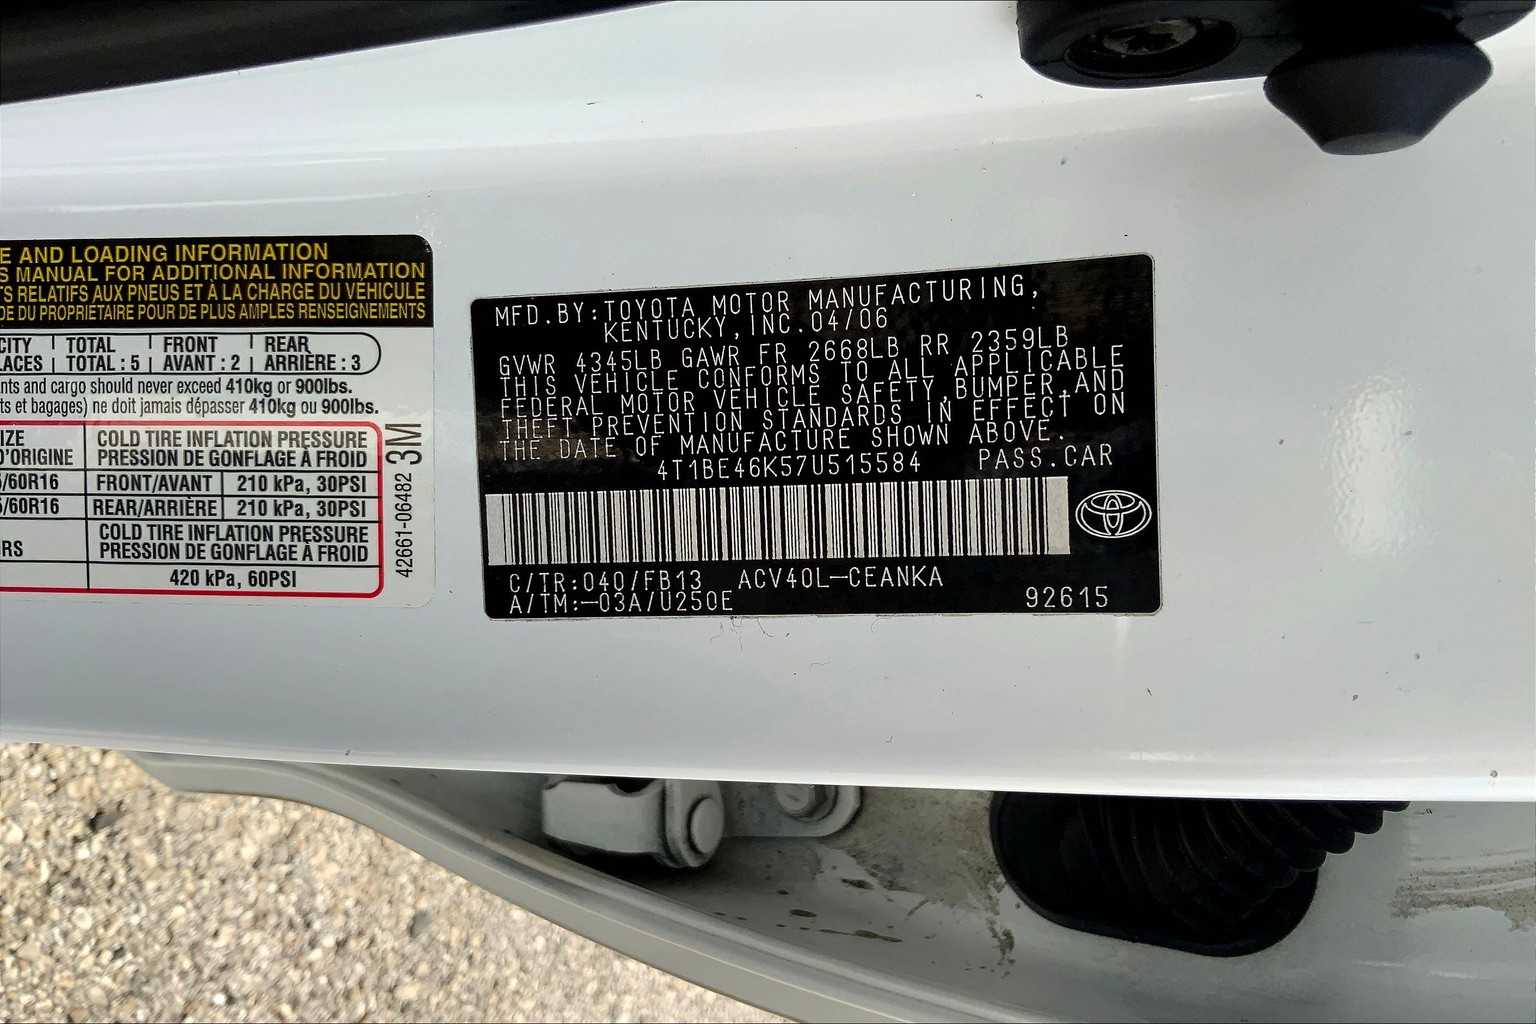 E AND LOADING INFORMATION
S MANUAL FOR ADDITIONAL INFORMATION
TS RELATIFS AUX PNEUS ET À LA CHARGE DU VÉHICULE
DE DU PROPRIETAIRE POUR DE PLUS AMPLES RENSEIGNEMENTS
CITY TOTAL FRONT REAR
LACES TOTAL : 5 AVANT : 2 ARRIÈRE : 3
nts and cargo should never exceed 410kg or 900lbs.
ts et bagages) ne doit jamais dépasser 410kg ou 900lbs.
IZE COLD TIRE INFLATION PRESSURE
D'ORIGINE PRESSION DE GONFLAGE À FROID
5/60R16 FRONT/AVANT 210 kPa, 30PSI
5/60R16 REAR/ARRIÈRE 210 kPa, 30PSI
COLD TIRE INFLATION PRESSURE
RS PRESSION DE GONFLAGE À FROID
420 kPa, 60PSI
42661-06482 3M
MFD.BY:TOYOTA MOTOR MANUFACTURING,
KENTUCKY,INC.04/06
GVWR 4345LB GAWR FR 2668LB RR 2359LB
THIS VEHICLE CONFORMS TO ALL APPLICABLE
FEDERAL MOTOR VEHICLE SAFETY,BUMPER,AND
THEFT PREVENTION STANDARDS IN EFFECT ON
THE DATE OF MANUFACTURE SHOWN ABOVE.
4T1BE46K57U515584 PASS.CAR
C/TR:040/FB13 ACV40L-CEANKA
A/TM:-03A/U250E 92615